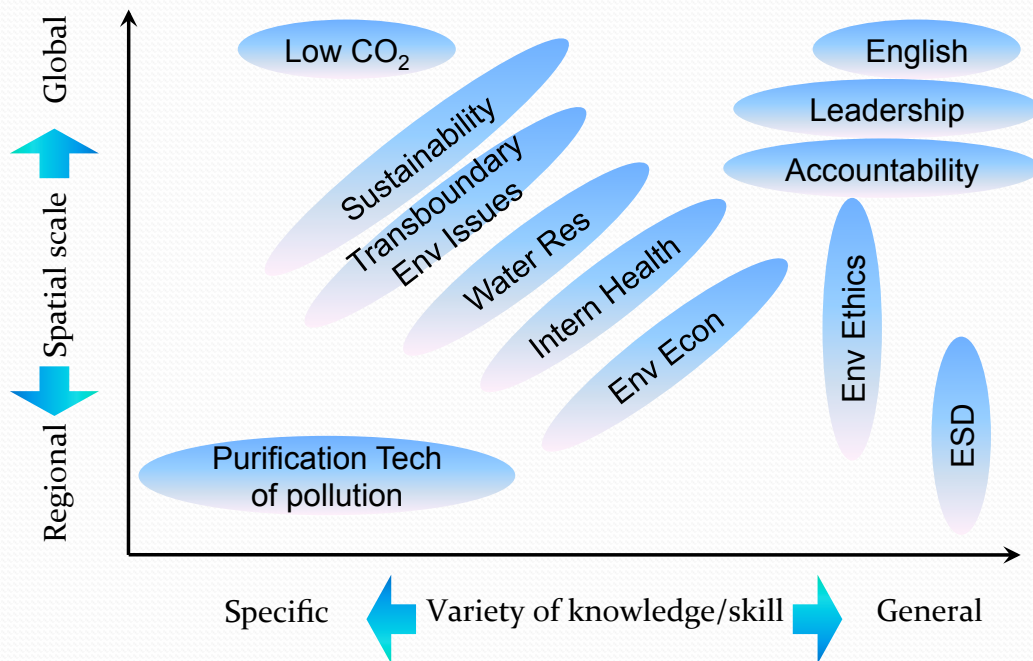 Global
Spatial scale
Regional
Low CO₂
Sustainability
Transboundary
Env Issues
Water Res
Intern Health
Env Econ
English
Leadership
Accountability
Env Ethics
ESD
Purification Tech
of pollution
Specific
Variety of knowledge/skill
General